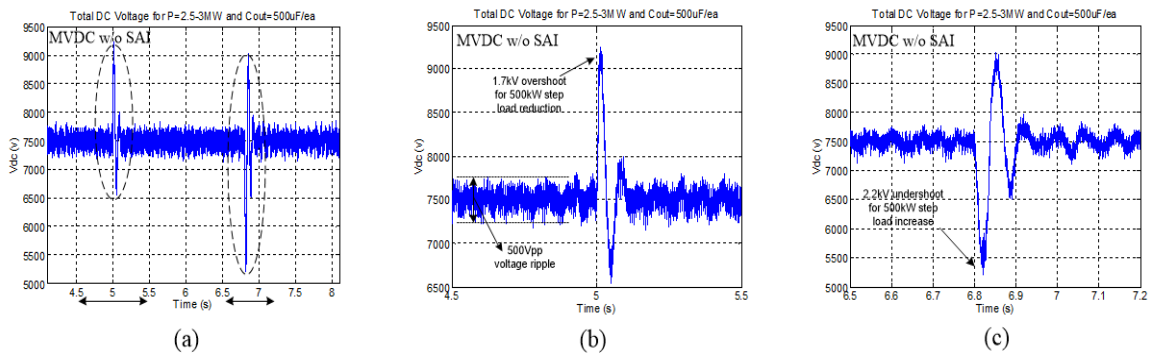 Total DC Voltage for P=2.5-3MW and Cout=500uF/ea
MVDC w/o SAI
9000
8500
8000
7500
7000
6500
6000
5500
5000
Vdc (v)
4.5
5
5.5
6
6.5
7
7.5
8
Time (s)
(a)
Total DC Voltage for P=2.5-3MW and Cout=500uF/ea
MVDC w/o SAI
9500
9000
8500
8000
7500
7000
6500
Vdc (v)
1.7kV overshoot
for 500kW step
load reduction
500Vpp
voltage ripple
4.5
5
5.5
Time (s)
(b)
Total DC Voltage for P=2.5-3MW and Cout=500uF/ea
MVDC w/o SAI
9500
9000
8500
8000
7500
7000
6500
6000
5500
5000
Vdc (v)
2.2kV undershoot
for 500kW step
load increase
6.5
6.6
6.7
6.8
6.9
7
7.1
7.2
Time (s)
(c)